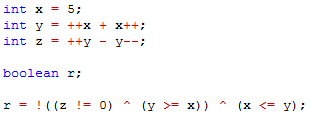 int x = 5;
int y = ++x + x++;
int z = ++y - y--;
boolean r;
r = !((z != 0) ^ (y >= x)) ^ (x <= y);